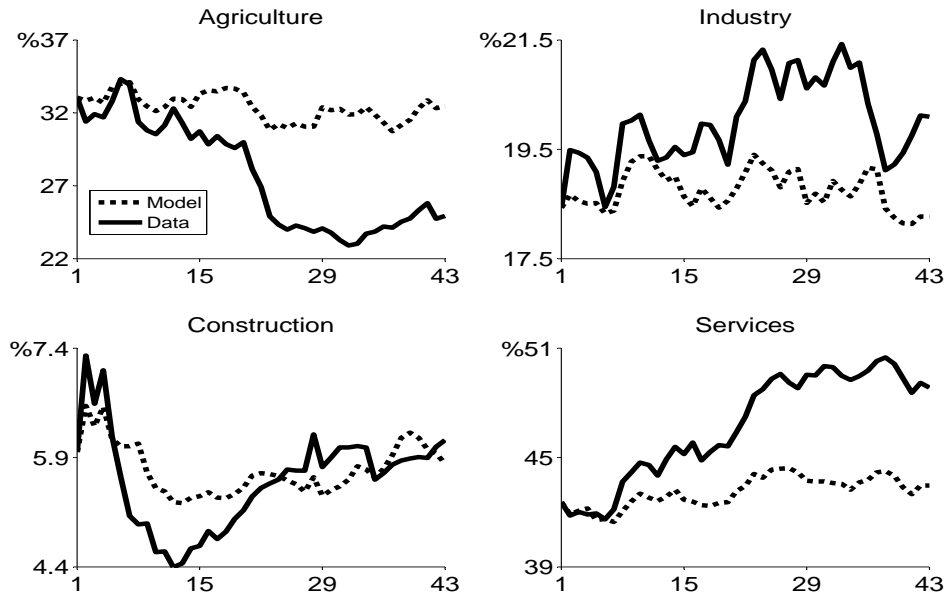 Agriculture
%37
32
27
22
1 15 29 43
Model
Data
Industry
%21.5
19.5
17.5
1 15 29 43
Construction
%7.4
5.9
4.4
1 15 29 43
Services
%51
45
39
1 15 29 43